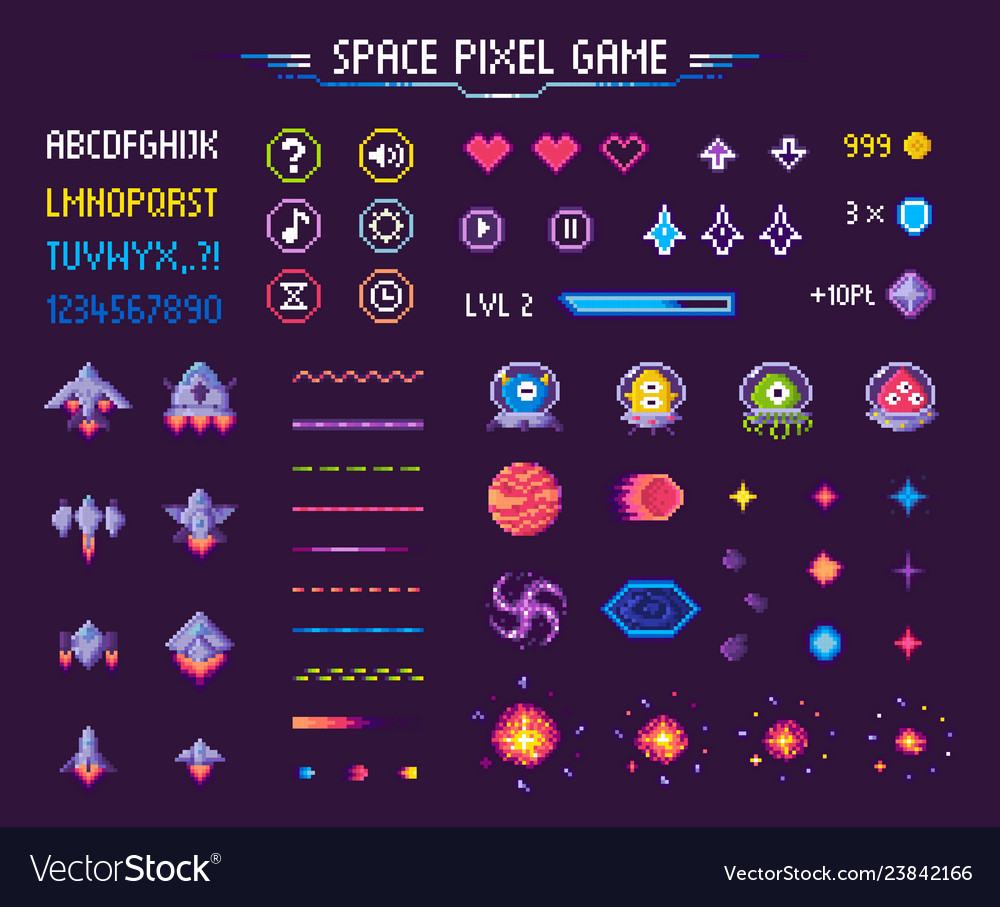 SPACE PIXEL GAME
ABCDFGHIJK
LMNOPQRST
TUVWYX,.?!
1234567890
?
999
3 x
LVL 2
+10Pt
VectorStock®
VectorStock.com/23842166